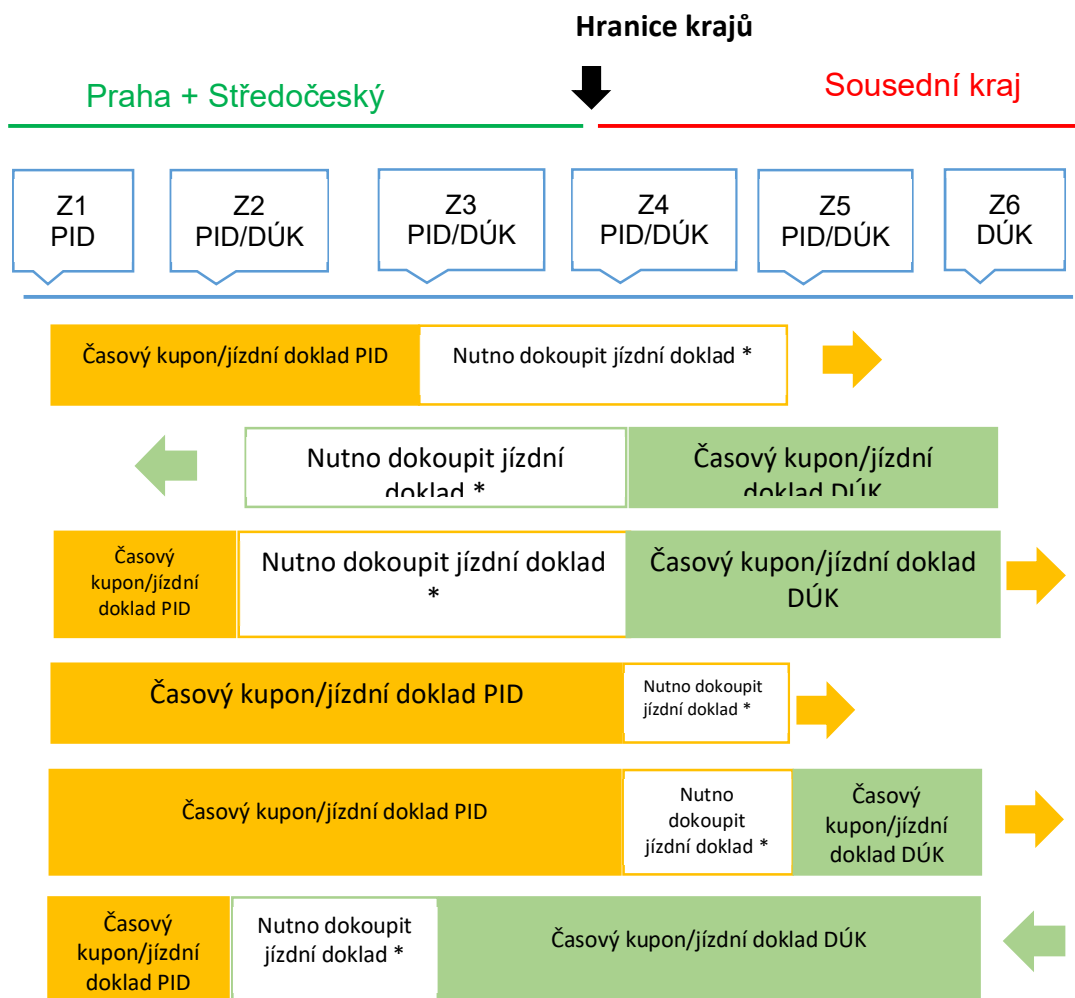 Hranice krajů
Praha + Středočeský
Sousední kraj
Z1
PID
Z2
PID/DÚK
Z3
PID/DÚK
Z4
PID/DÚK
Z5
PID/DÚK
Z6
DÚK
Časový kupon/jízdní doklad PID
Nutno dokoupit jízdní doklad *
Nutno dokoupit jízdní
doklad *
Časový kupon/jízdní
doklad DÚK
Časový
kupon/jízdní
doklad PID
Nutno dokoupit jízdní doklad
*
Časový kupon/jízdní doklad
DÚK
Časový kupon/jízdní doklad PID
Nutno dokoupit
jízdní doklad *
Časový kupon/jízdní doklad PID
Nutno
dokoupit
jízdní doklad *
Časový
kupon/jízdní
doklad DÚK
Časový
kupon/jízdní
doklad PID
Nutno dokoupit
jízdní doklad *
Časový kupon/jízdní doklad DÚK